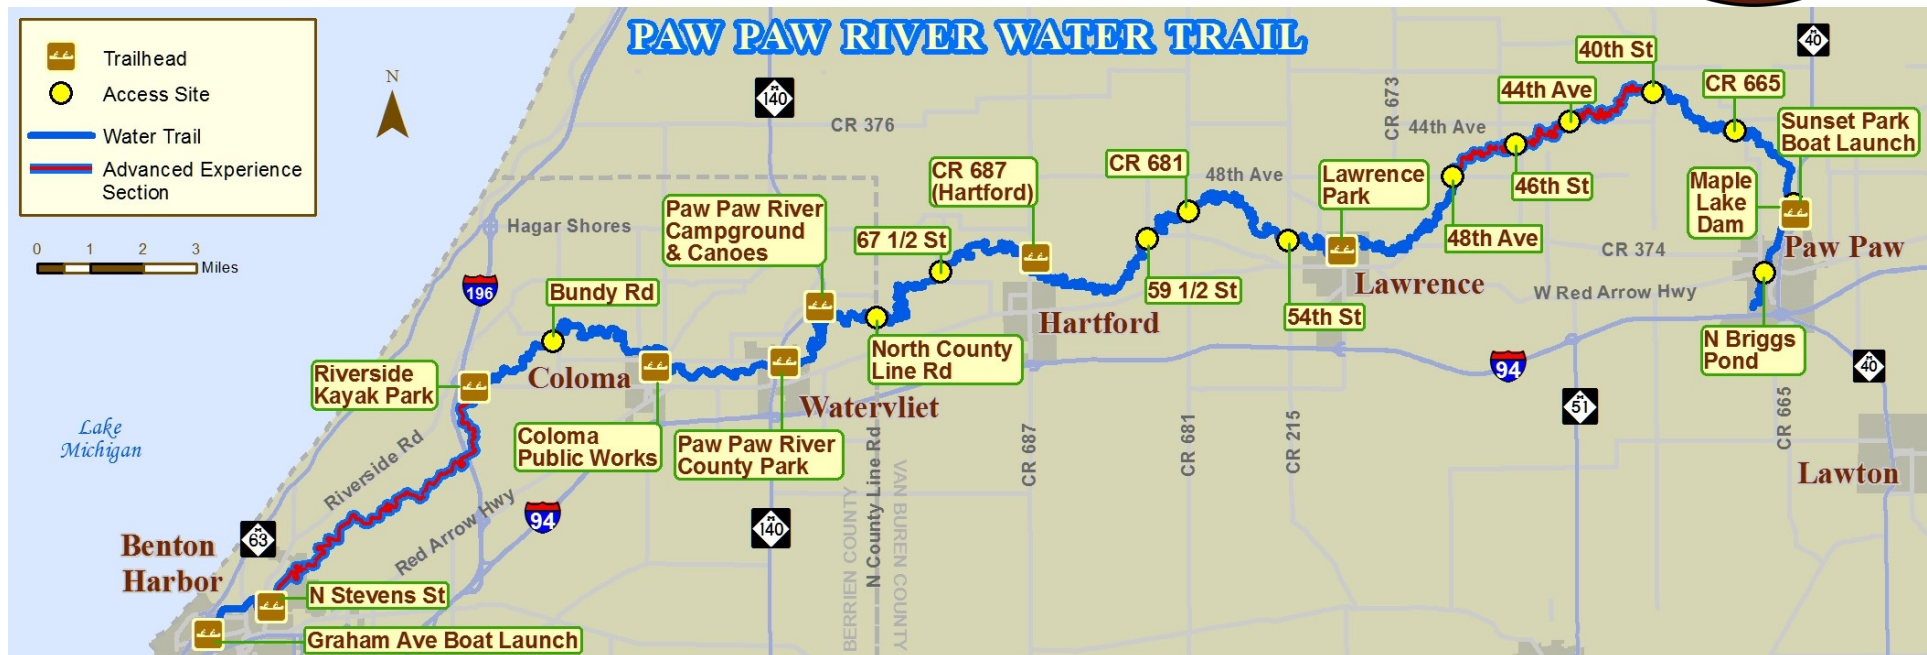 PAW PAW RIVER WATER TRAIL
Trailhead
Access Site
Water Trail
Advanced Experience
Section
N
0 1 2 3
Miles
M
140
CR 376
CR 673
40th St
M
40
44th Ave
44th Ave
CR 665
Sunset Park
Boat Launch
CR 687
(Hartford)
CR 681
48th Ave
Lawrence
Park
46th St
Maple
Lake
Dam
Paw Paw River
Campground
& Canoes
Hagar Shores
67 1/2 St
48th Ave
CR 374
Paw Paw
196
Bundy Rd
59 1/2 St
Lawrence
W Red Arrow Hwy
54th St
Hartford
N Briggs
Pond
North County
Line Rd
94
M
40
Riverside
Kayak Park
Coloma
Watervliet
M
51
CR 665
Lake
Michigan
Riverside Rd
Coloma
Public Works
Paw Paw River
County Park
N County Line Rd
CR 687
CR 681
CR 215
Lawton
BERRIEN COUNTY
VAN BUREN COUNTY
Red Arrow Hwy
94
M
140
M
63
Benton
Harbor
N Stevens St
Graham Ave Boat Launch